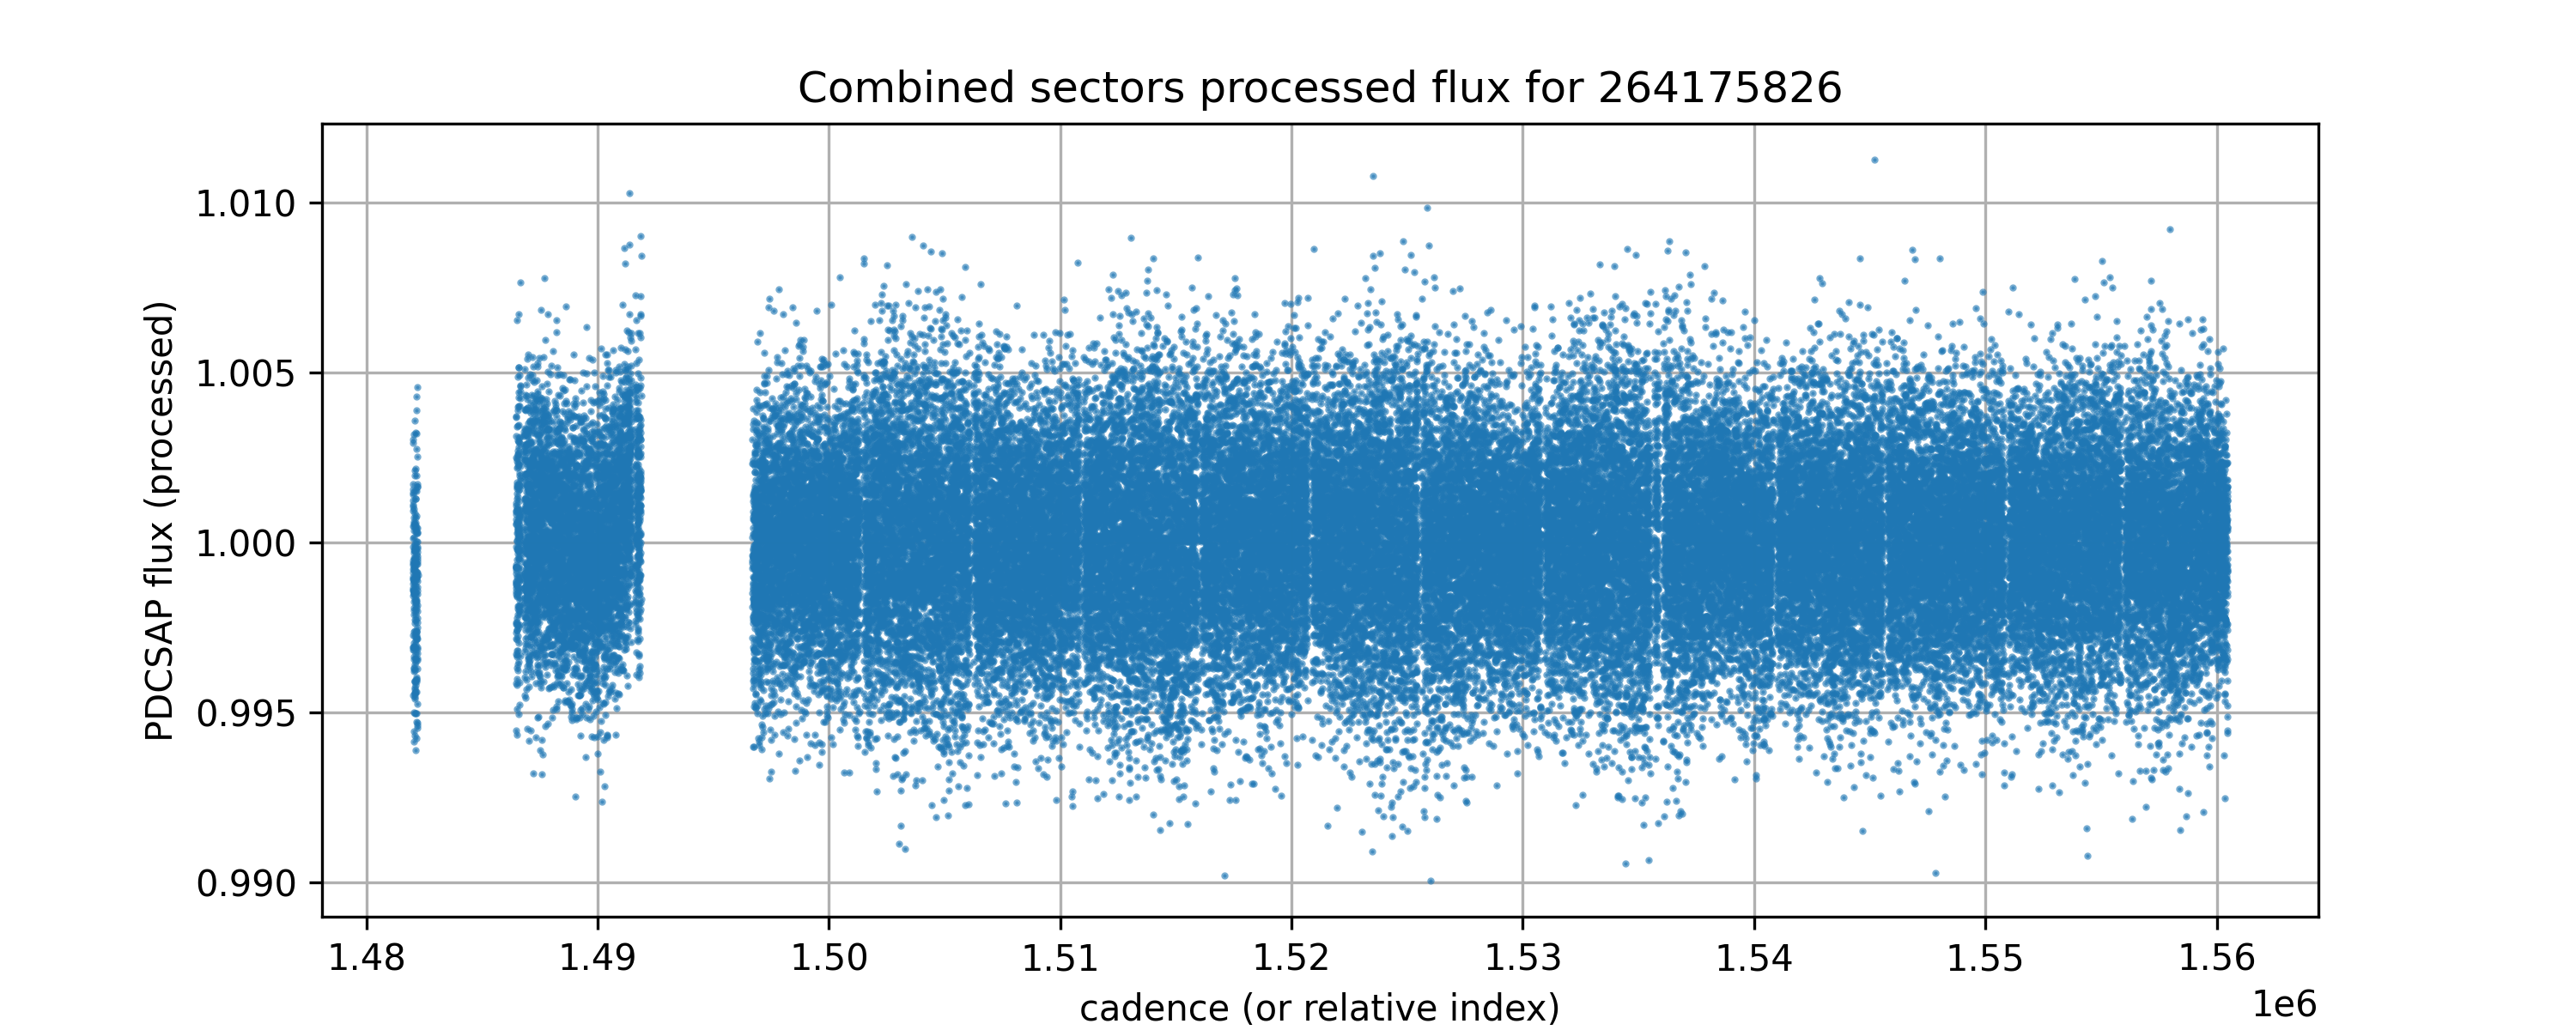 Combined sectors processed flux for 264175826
PDCSAP flux (processed)
1.010
1.005
1.000
0.995
0.990
1.48 1.49 1.50 1.51 1.52 1.53 1.54 1.55 1.56
1e6
cadence (or relative index)